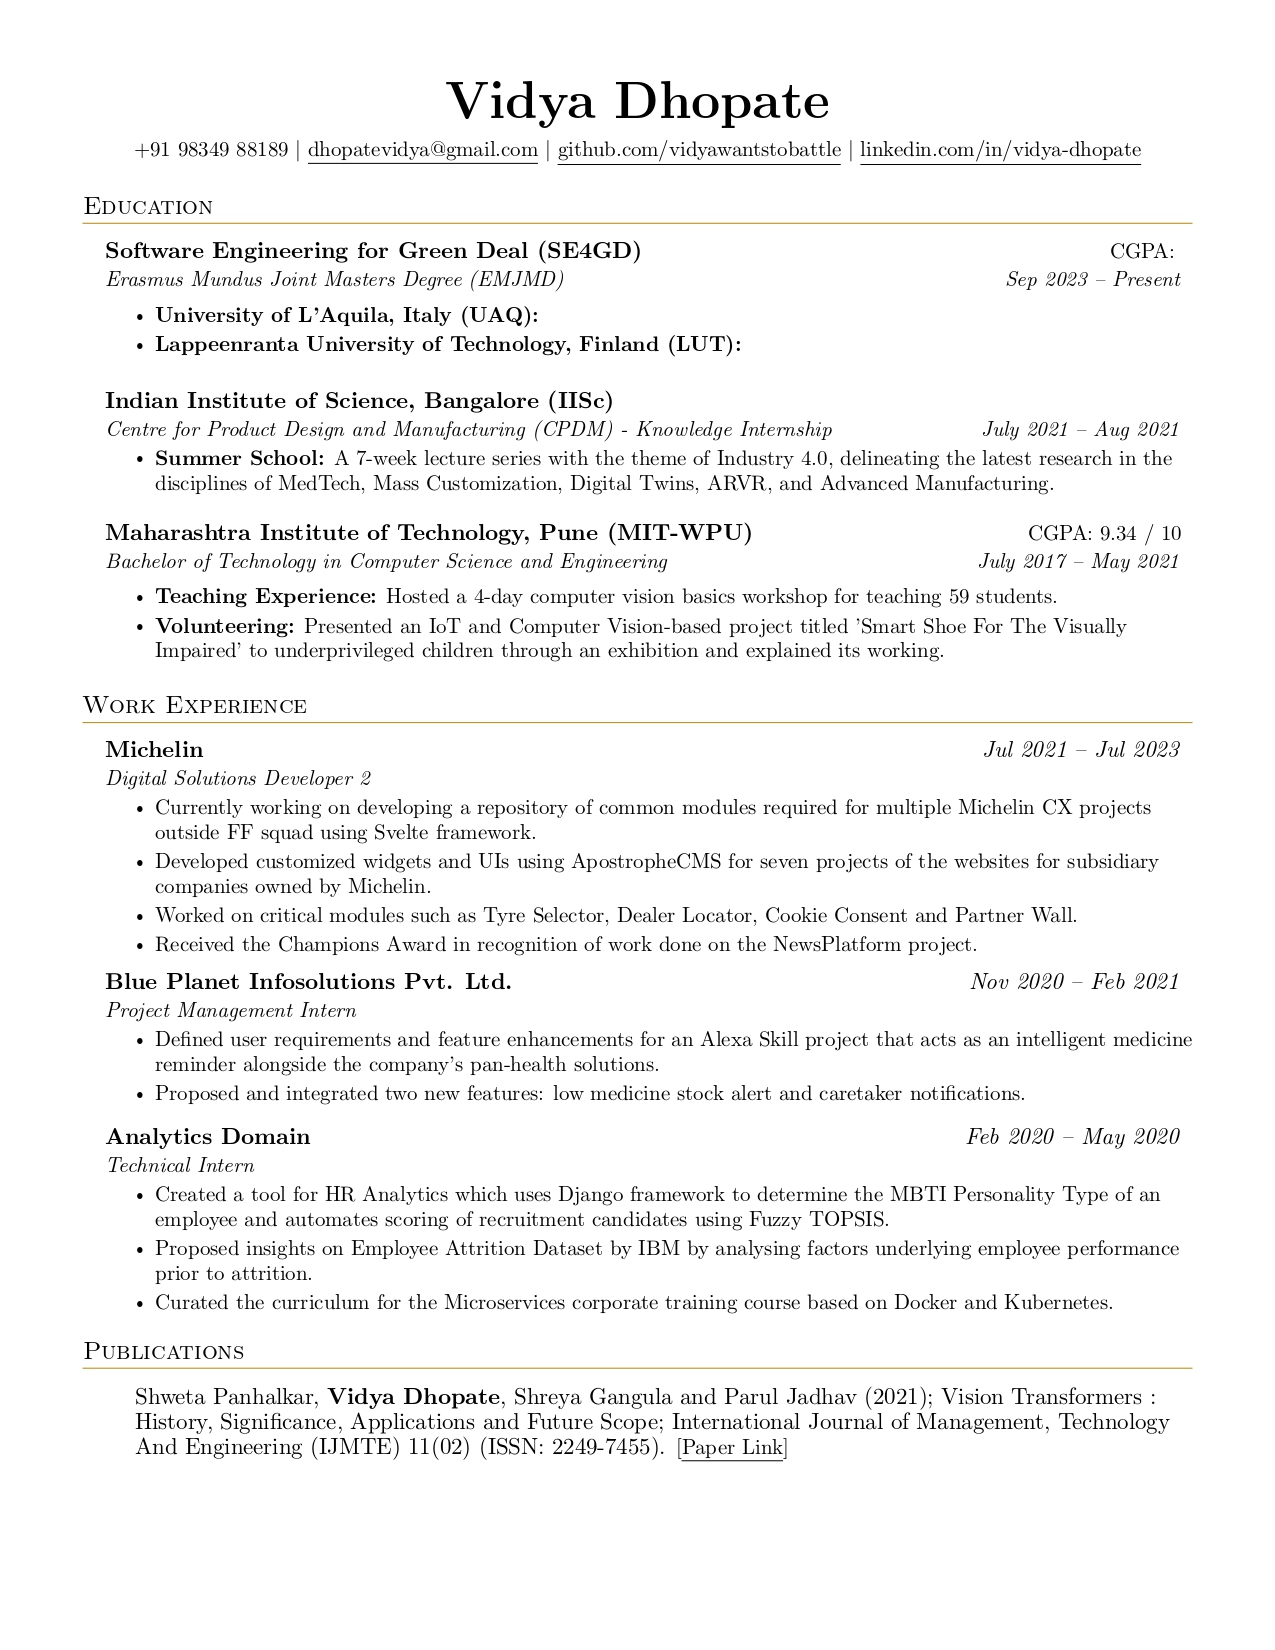 Vidya Dhopate
+91 98349 88189 | dhopatevidya@gmail.com | github.com/vidyawantstobattle | linkedin.com/in/vidya-dhopate
Education
Software Engineering for Green Deal (SE4GD) CGPA:
Erasmus Mundus Joint Masters Degree (EMJMD) Sep 2023 – Present
• University of L'Aquila, Italy (UAQ):
• Lappeenranta University of Technology, Finland (LUT):
Indian Institute of Science, Bangalore (IISc)
Centre for Product Design and Manufacturing (CPDM) - Knowledge Internship July 2021 – Aug 2021
• Summer School: A 7-week lecture series with the theme of Industry 4.0, delineating the latest research in the
disciplines of MedTech, Mass Customization, Digital Twins, ARVR, and Advanced Manufacturing.
Maharashtra Institute of Technology, Pune (MIT-WPU) CGPA: 9.34 / 10
Bachelor of Technology in Computer Science and Engineering July 2017 – May 2021
• Teaching Experience: Hosted a 4-day computer vision basics workshop for teaching 59 students.
• Volunteering: Presented an IoT and Computer Vision-based project titled 'Smart Shoe For The Visually
Impaired' to underprivileged children through an exhibition and explained its working.
Work Experience
Michelin Jul 2021 – Jul 2023
Digital Solutions Developer 2
• Currently working on developing a repository of common modules required for multiple Michelin CX projects
outside FF squad using Svelte framework.
• Developed customized widgets and UIs using ApostropheCMS for seven projects of the websites for subsidiary
companies owned by Michelin.
• Worked on critical modules such as Tyre Selector, Dealer Locator, Cookie Consent and Partner Wall.
• Received the Champions Award in recognition of work done on the NewsPlatform project.
Blue Planet Infosolutions Pvt. Ltd. Nov 2020 – Feb 2021
Project Management Intern
• Defined user requirements and feature enhancements for an Alexa Skill project that acts as an intelligent medicine
reminder alongside the company's pan-health solutions.
• Proposed and integrated two new features: low medicine stock alert and caretaker notifications.
Analytics Domain Feb 2020 – May 2020
Technical Intern
• Created a tool for HR Analytics which uses Django framework to determine the MBTI Personality Type of an
employee and automates scoring of recruitment candidates using Fuzzy TOPSIS.
• Proposed insights on Employee Attrition Dataset by IBM by analysing factors underlying employee performance
prior to attrition.
• Curated the curriculum for the Microservices corporate training course based on Docker and Kubernetes.
Publications
Shweta Panhalkar, Vidya Dhopate, Shreya Gangula and Parul Jadhav (2021); Vision Transformers :
History, Significance, Applications and Future Scope; International Journal of Management, Technology
And Engineering (IJMTE) 11(02) (ISSN: 2249-7455). [Paper Link]